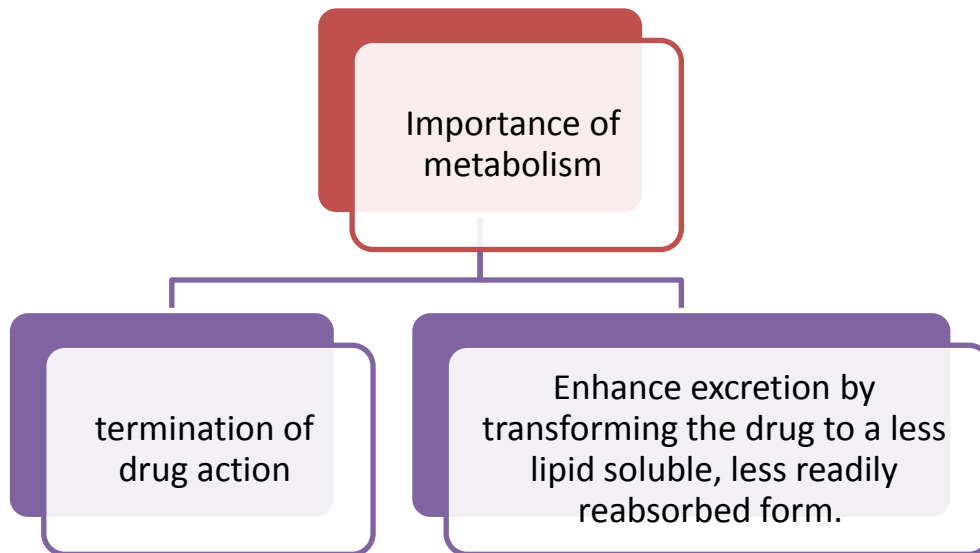 Importance of
metabolism
termination of
drug action
Enhance excretion by
transforming the drug to a less
lipid soluble, less readily
reabsorbed form.